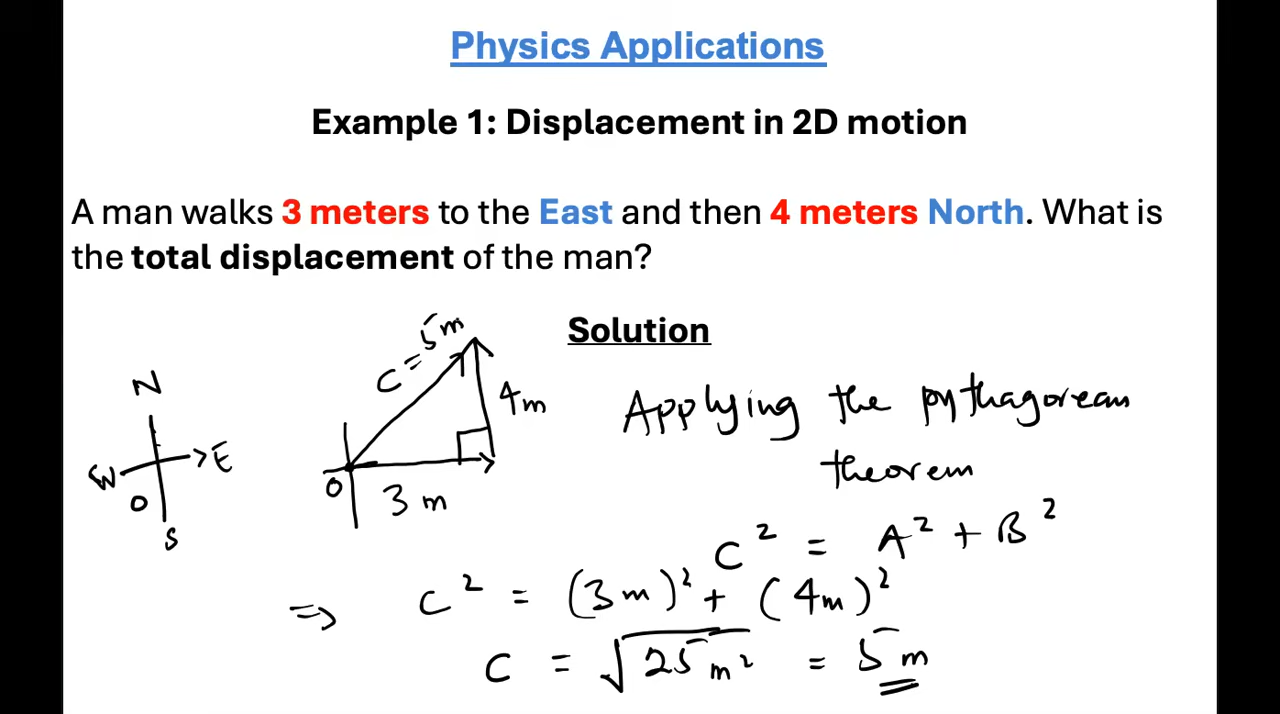 Physics Applications
Example 1: Displacement in 2D motion
A man walks 3 meters to the East and then 4 meters North. What is
the total displacement of the man?
Solution
N
W
E
O
S
C = 5m
4m
O
3 m
Applying the pythagorean
theorem
C² = A² + B²
⇒ C² = (3m)² + (4m)²
C = √25m² = 5m